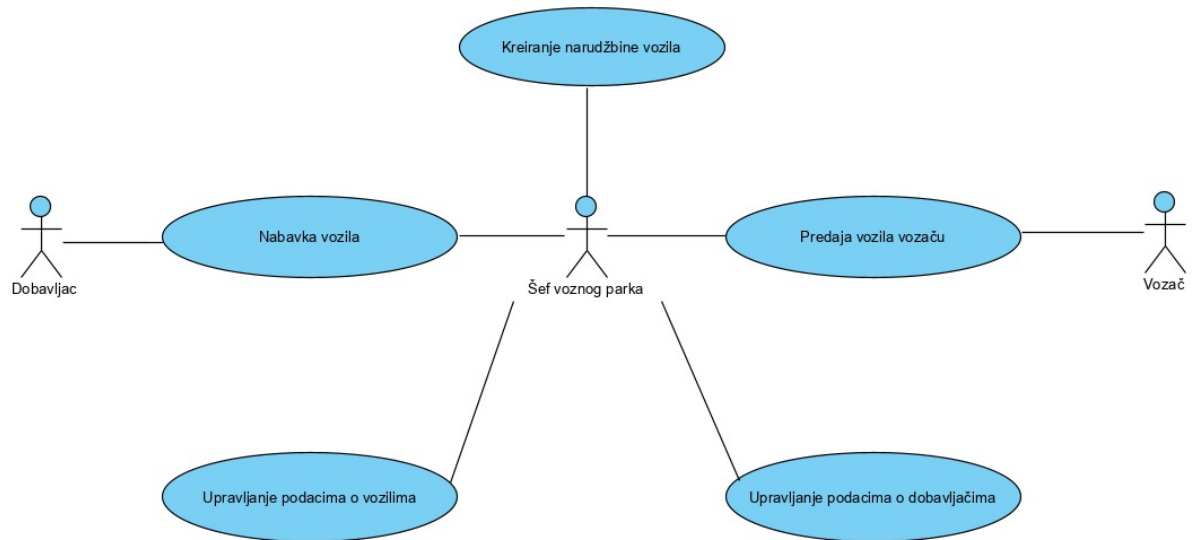 Kreiranje narudžbine vozila
Nabavka vozila
Predaja vozila vozaču
Dobavljac
Šef voznog parka
Vozač
Upravljanje podacima o vozilima
Upravljanje podacima o dobavljačima